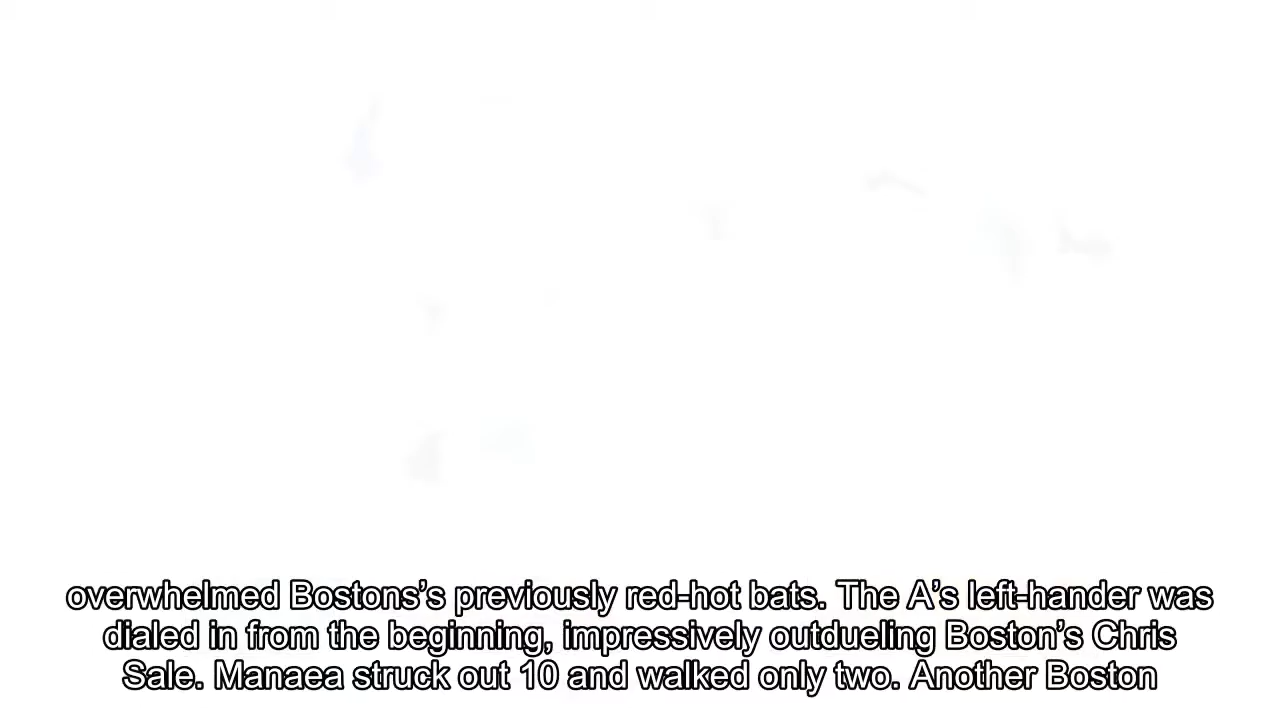 overwhelmed Bostons’s previously red-hot bats. The A’s left-hander was
dialed in from the beginning, impressively outdueling Boston’s Chris
Sale. Manaea struck out 10 and walked only two. Another Boston